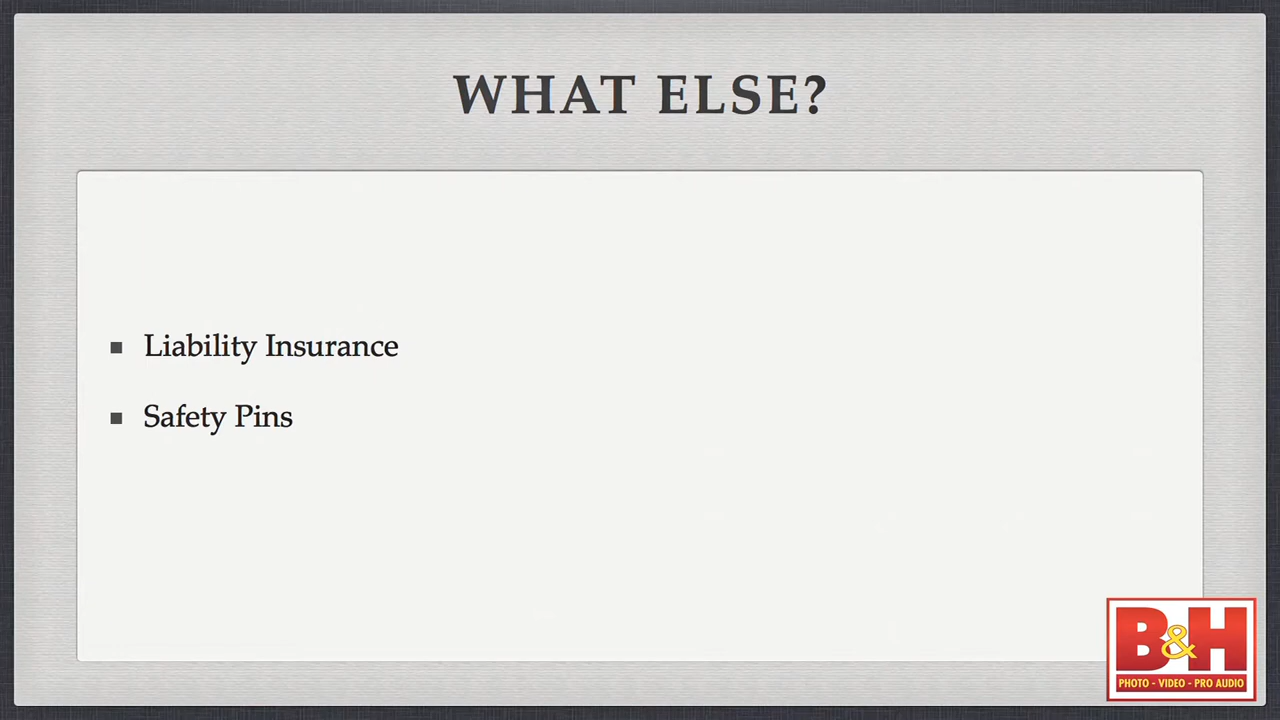 WHAT ELSE?
Liability Insurance
Safety Pins
B&H
PHOTO - VIDEO - PRO AUDIO